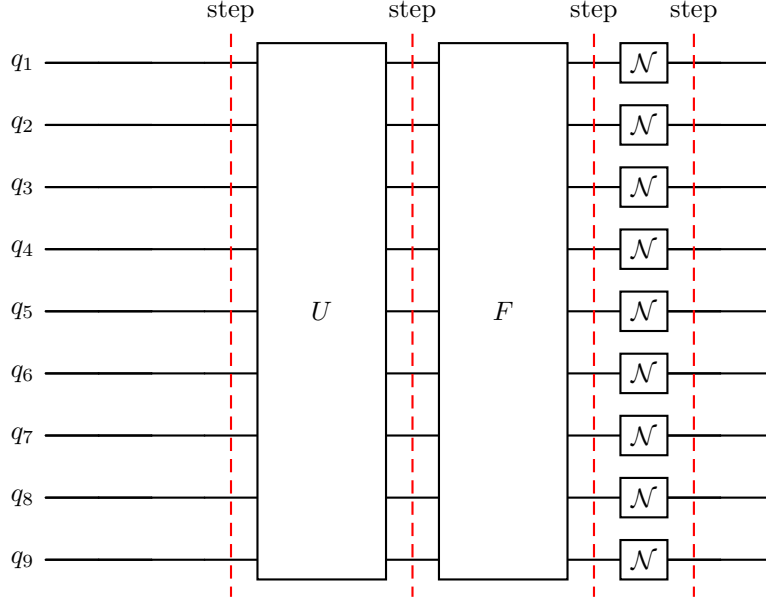 step step step step
q1 𝒩
q2 𝒩
q3 𝒩
q4 𝒩
q5 U F 𝒩
q6 𝒩
q7 𝒩
q8 𝒩
q9 𝒩